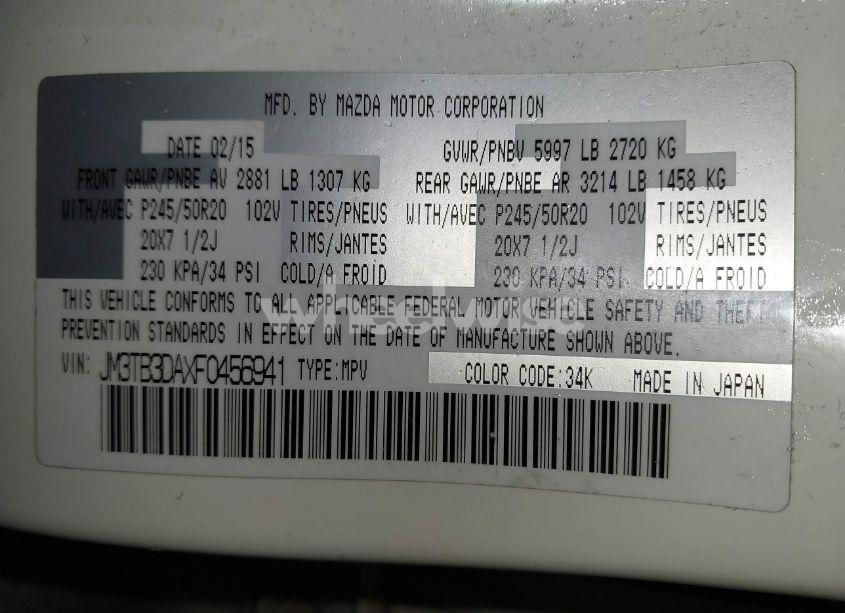 MFD. BY MAZDA MOTOR CORPORATION
DATE 02/15 GVWR/PNBV 5997 LB 2720 KG
FRONT GAWR/PNBE AV 2881 LB 1307 KG REAR GAWR/PNBE AR 3214 LB 1458 KG
WITH/AVEC P245/50R20 102V TIRES/PNEUS WITH/AVEC P245/50R20 102V TIRES/PNEUS
20X7 1/2J RIMS/JANTES 20X7 1/2J RIMS/JANTES
230 KPA/34 PSI COLD/A FROID 230 KPA/34 PSI COLD/A FROID
THIS VEHICLE CONFORMS TO ALL APPLICABLE FEDERAL MOTOR VEHICLE SAFETY AND THEFT
PREVENTION STANDARDS IN EFFECT ON THE DATE OF MANUFACTURE SHOWN ABOVE.
VIN: JM3TB3DAXF0456941 TYPE:MPV COLOR CODE:34K MADE IN JAPAN